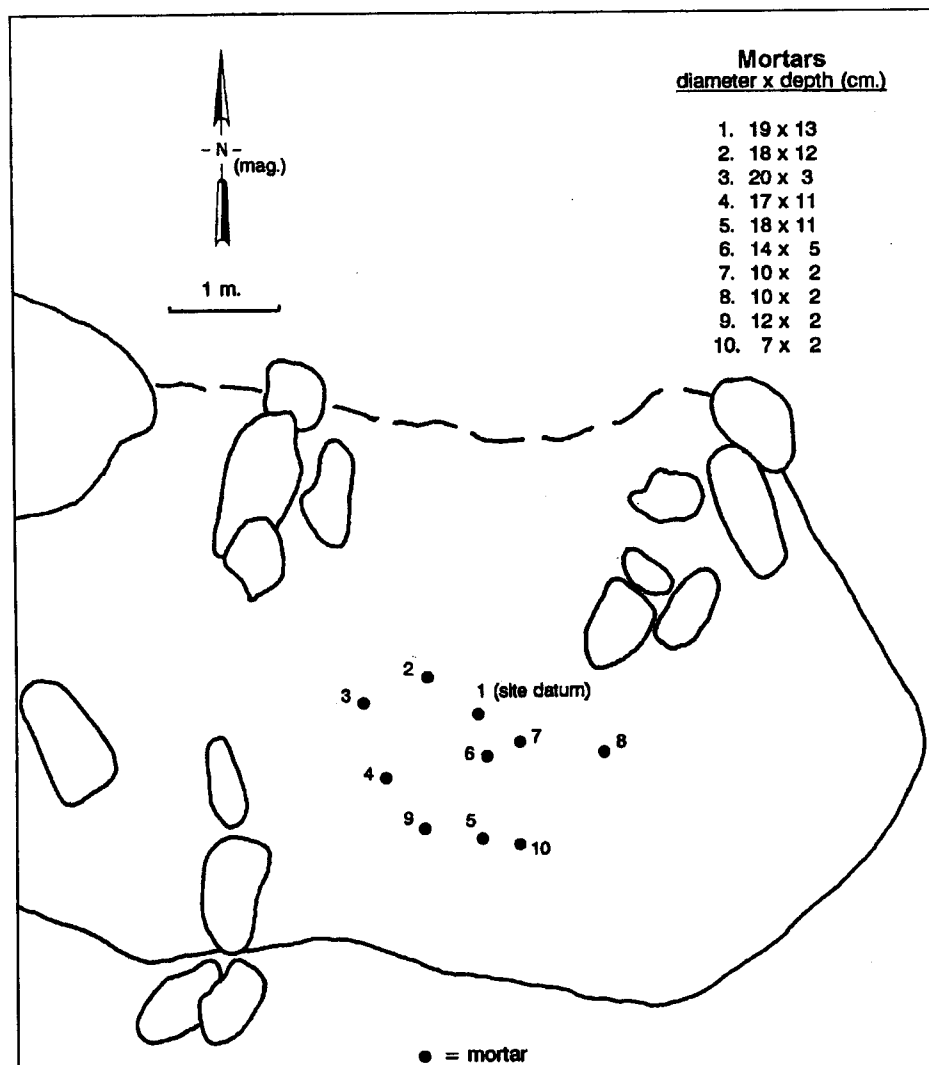 Mortars
diameter x depth (cm.)
- N -
(mag.)
1. 19 x 13
2. 18 x 12
3. 20 x 3
4. 17 x 11
5. 18 x 11
6. 14 x 5
7. 10 x 2
8. 10 x 2
9. 12 x 2
10. 7 x 2
1 m.
2
3
1 (site datum)
7
6
8
4
9
5
10
● = mortar